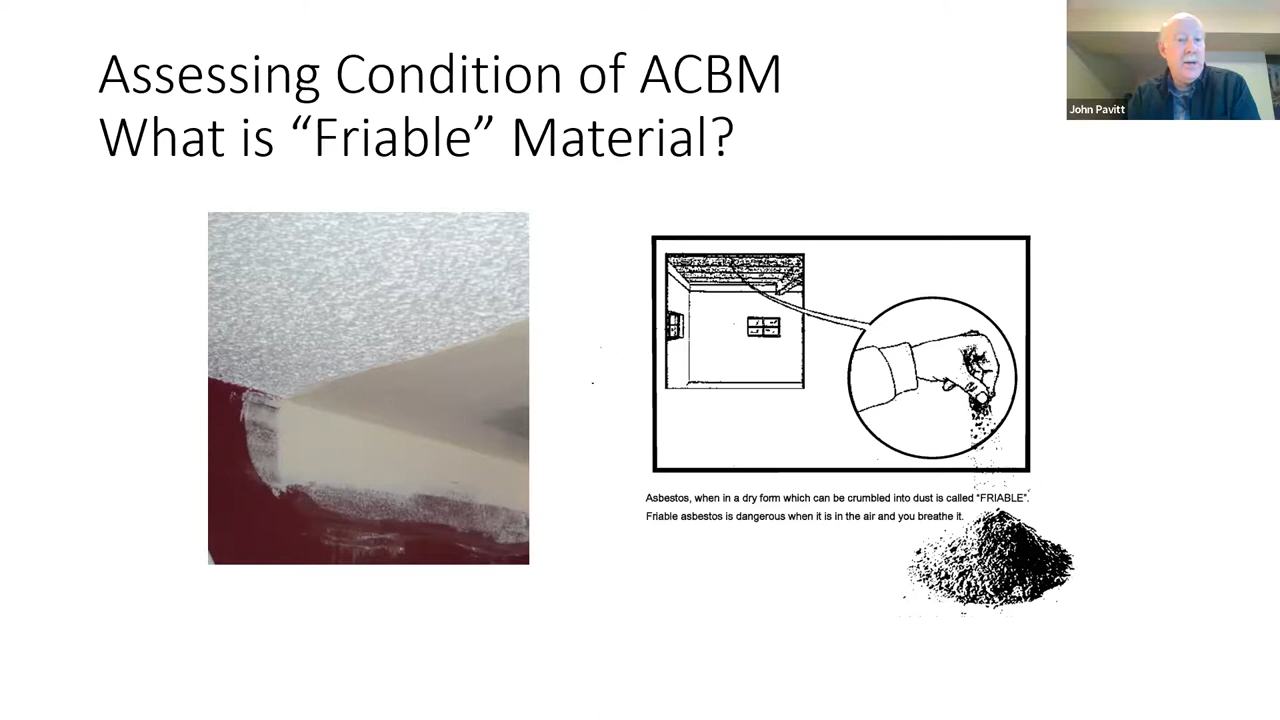 Assessing Condition of ACBM
What is “Friable” Material?
John Pavitt
Asbestos, when in a dry form which can be crumbled into dust is called “FRIABLE”.
Friable asbestos is dangerous when it is in the air and you breathe it.